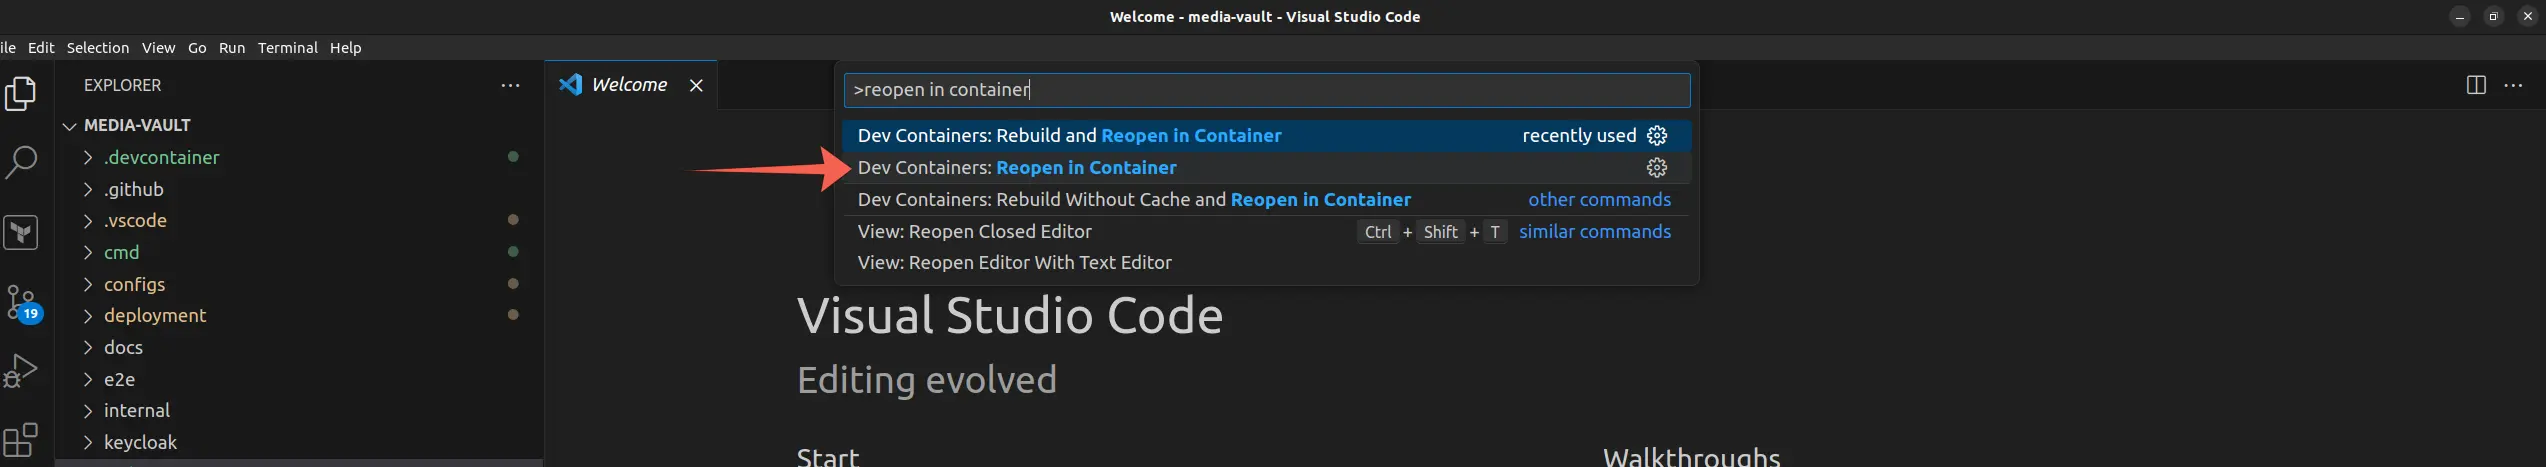 Welcome - media-vault - Visual Studio Code
ile Edit Selection View Go Run Terminal Help
EXPLORER
Welcome
>reopen in container
MEDIA-VAULT
.devcontainer
.github
.vscode
cmd
configs
deployment
docs
e2e
internal
keycloak
19
Dev Containers: Rebuild and Reopen in Container recently used
Dev Containers: Reopen in Container
Dev Containers: Rebuild Without Cache and Reopen in Container other commands
View: Reopen Closed Editor Ctrl + Shift + T similar commands
View: Reopen Editor With Text Editor
Visual Studio Code
Editing evolved
Start
Walkthroughs